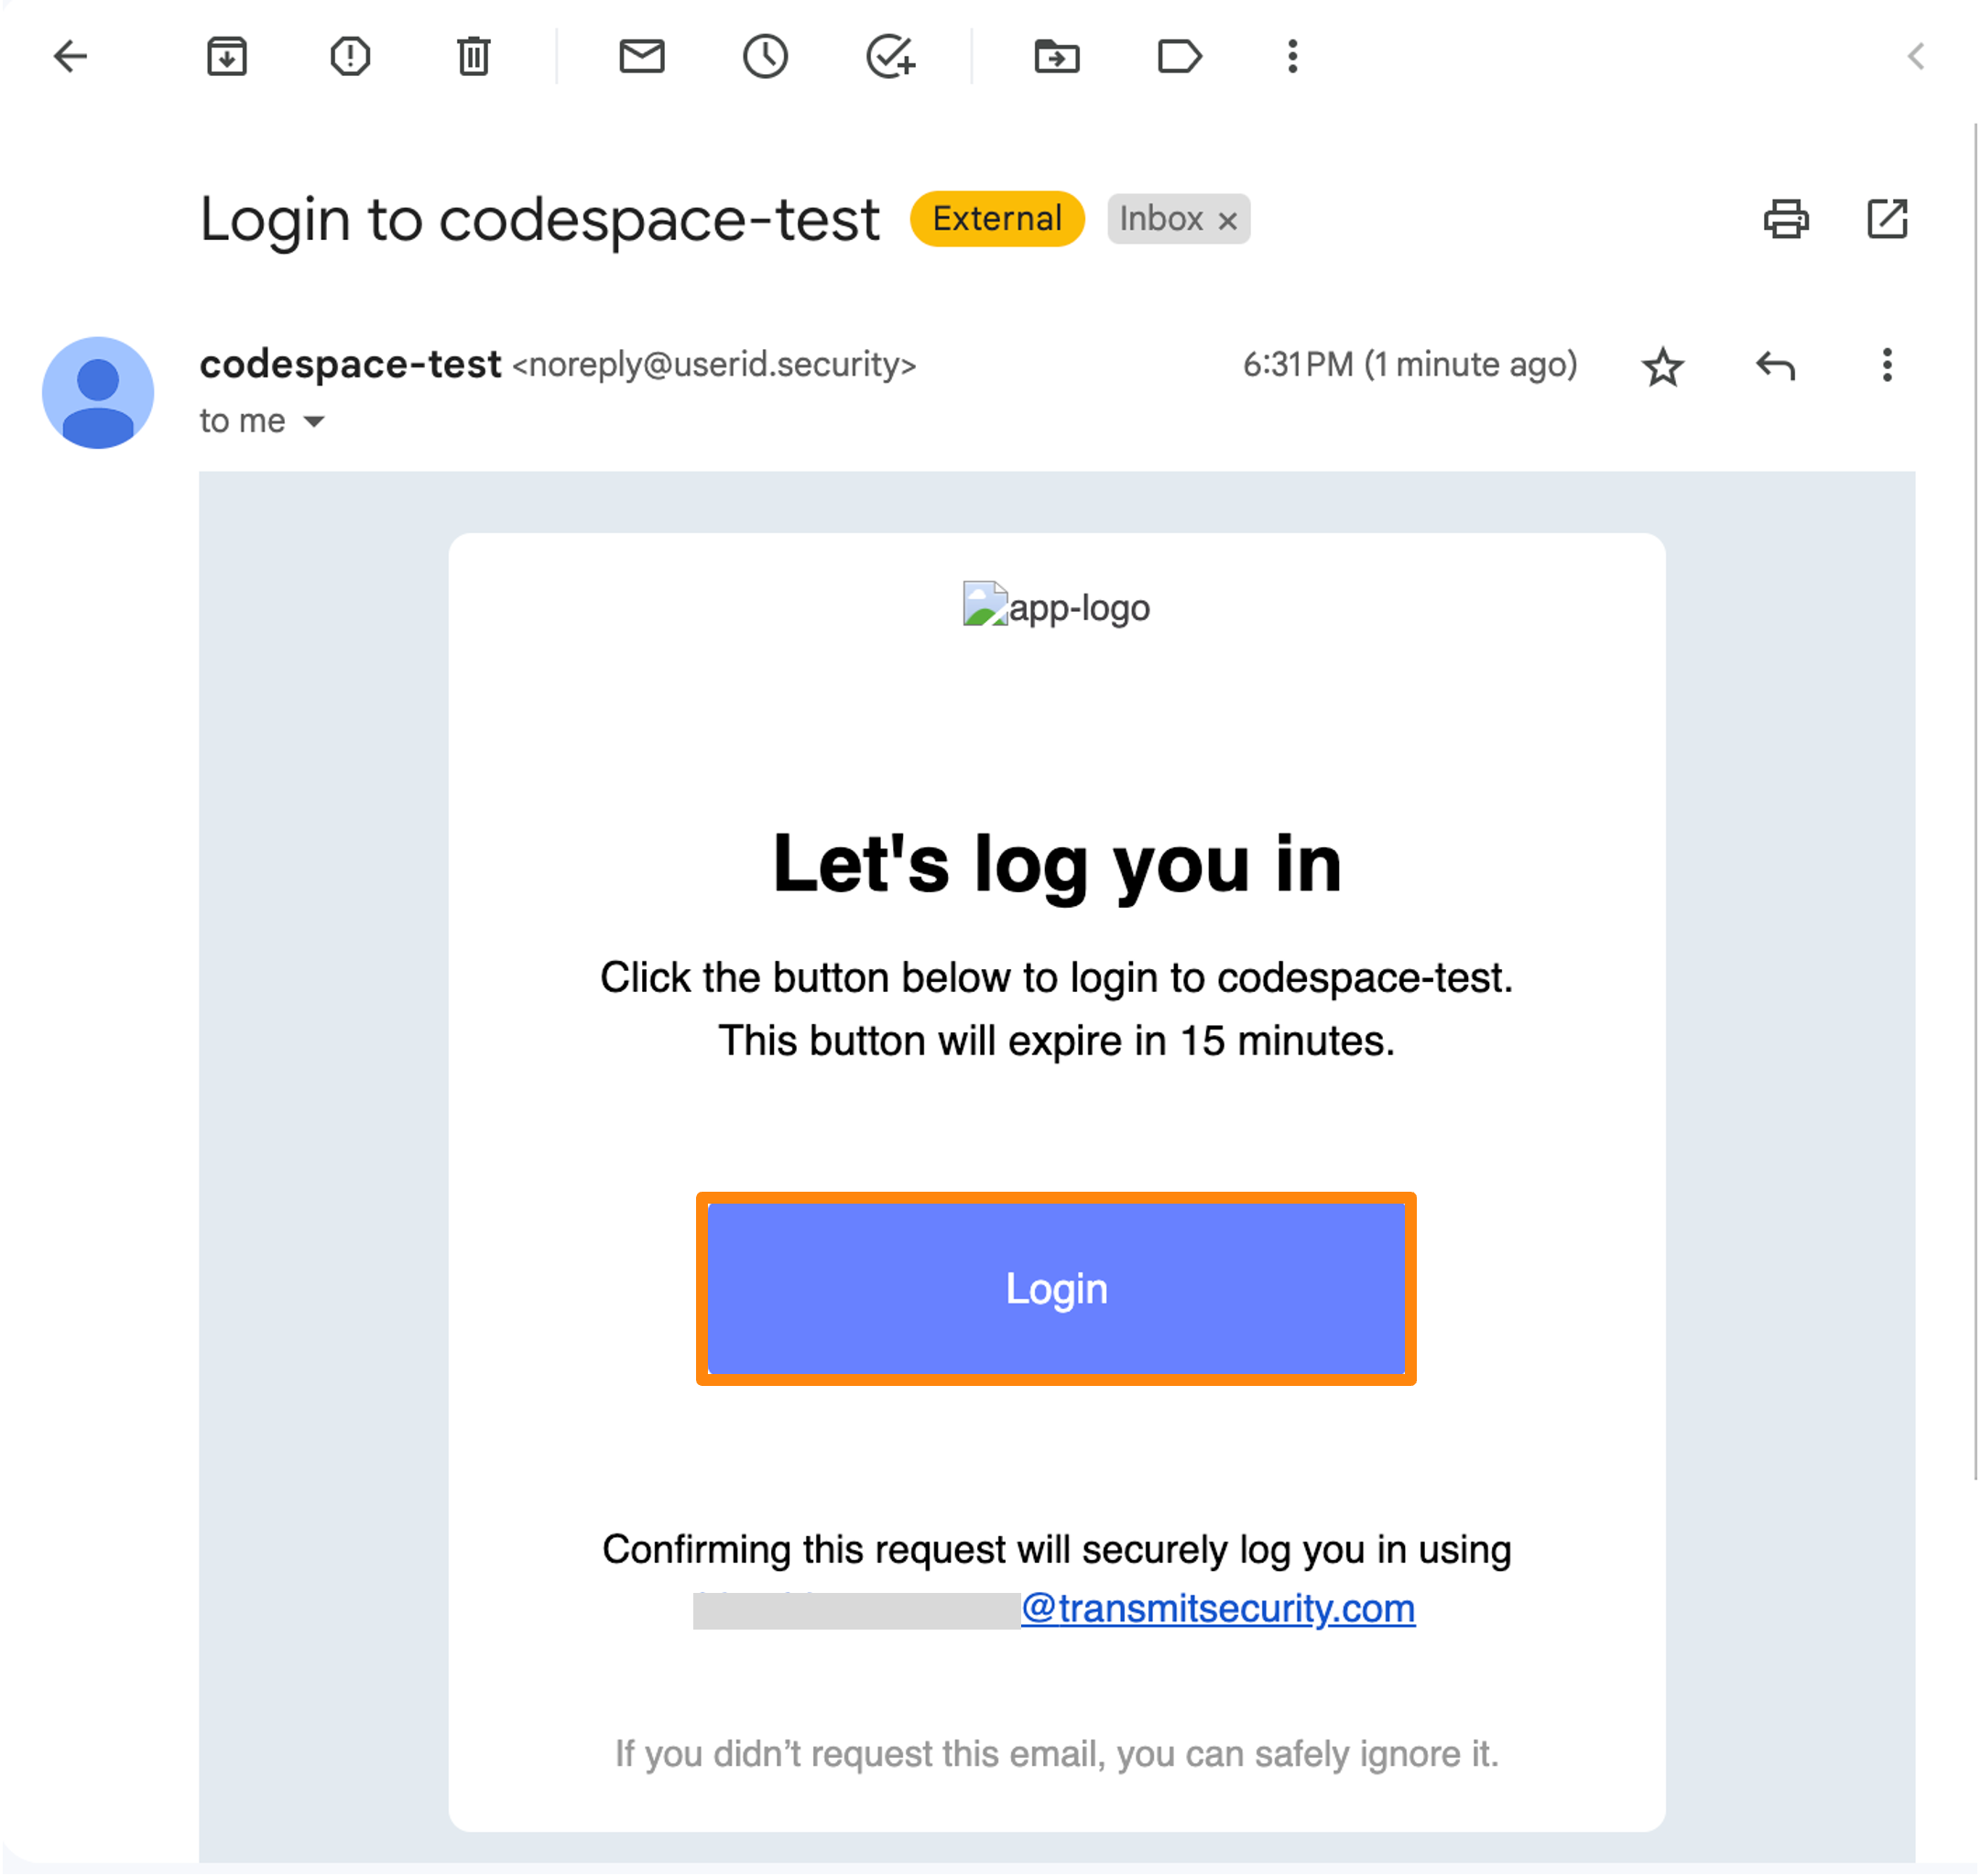 Login to codespace-test External Inbox ×
codespace-test <noreply@userid.security> 6:31 PM (1 minute ago)
to me
app-logo
Let's log you in
Click the button below to login to codespace-test.
This button will expire in 15 minutes.
Login
Confirming this request will securely log you in using
@transmitsecurity.com
If you didn’t request this email, you can safely ignore it.